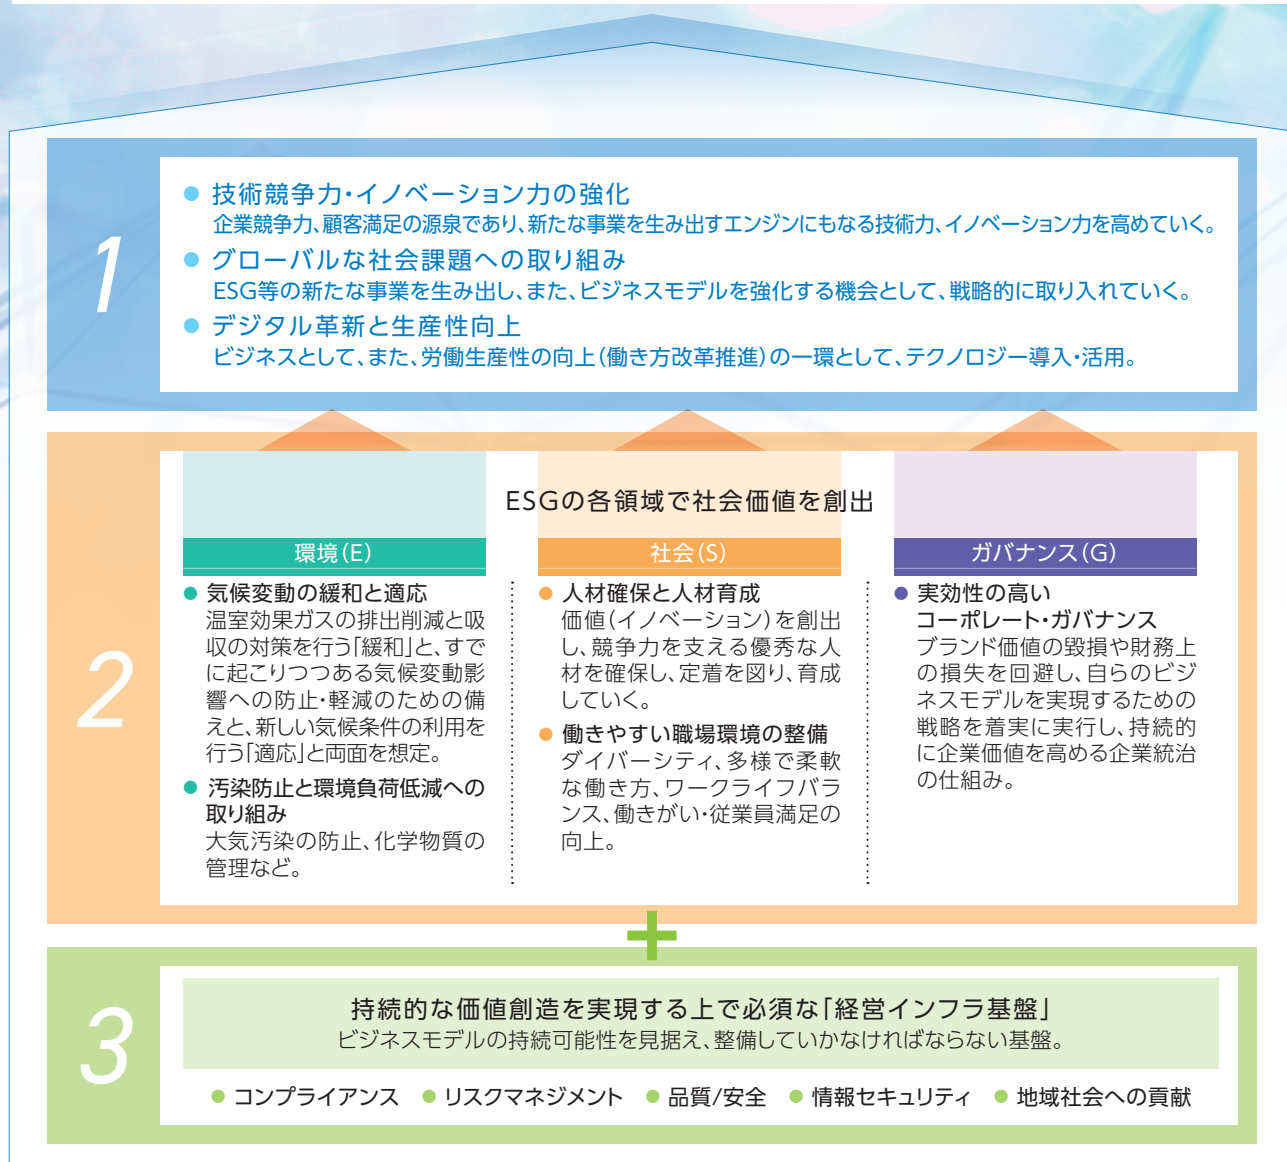 1
● 技術競争力・イノベーション力の強化
企業競争力、顧客満足の源泉であり、新たな事業を生み出すエンジンにもなる技術力、イノベーション力を高めていく。
● グローバルな社会課題への取り組み
ESG等の新たな事業を生み出し、また、ビジネスモデルを強化する機会として、戦略的に取り入れていく。
● デジタル革新と生産性向上
ビジネスとして、また、労働生産性の向上（働き方改革推進）の一環として、テクノロジー導入・活用。
2
ESGの各領域で社会価値を創出
環境（E）
● 気候変動の緩和と適応
温室効果ガスの排出削減と吸
収の対策を行う「緩和」と、すで
に起こりつつある気候変動影
響への防止・軽減のための備
えと、新しい気候条件の利用を
行う「適応」と両面を想定。
● 汚染防止と環境負荷低減への
取り組み
大気汚染の防止、化学物質の
管理など。
社会（S）
● 人材確保と人材育成
価値（イノベーション）を創出
し、競争力を支える優秀な人
材を確保し、定着を図り、育成
していく。
● 働きやすい職場環境の整備
ダイバーシティ、多様で柔軟
な働き方、ワークライフバラ
ンス、働きがい・従業員満足の
向上。
ガバナンス（G）
● 実効性の高い
コーポレート・ガバナンス
ブランド価値の毀損や財務上
の損失を回避し、自らのビジ
ネスモデルを実現するための
戦略を着実に実行し、持続的
に企業価値を高める企業統治
の仕組み。
+
3
持続的な価値創造を実現する上で必須な「経営インフラ基盤」
ビジネスモデルの持続可能性を見据え、整備していかなければならない基盤。
● コンプライアンス ● リスクマネジメント ● 品質/安全 ● 情報セキュリティ ● 地域社会への貢献